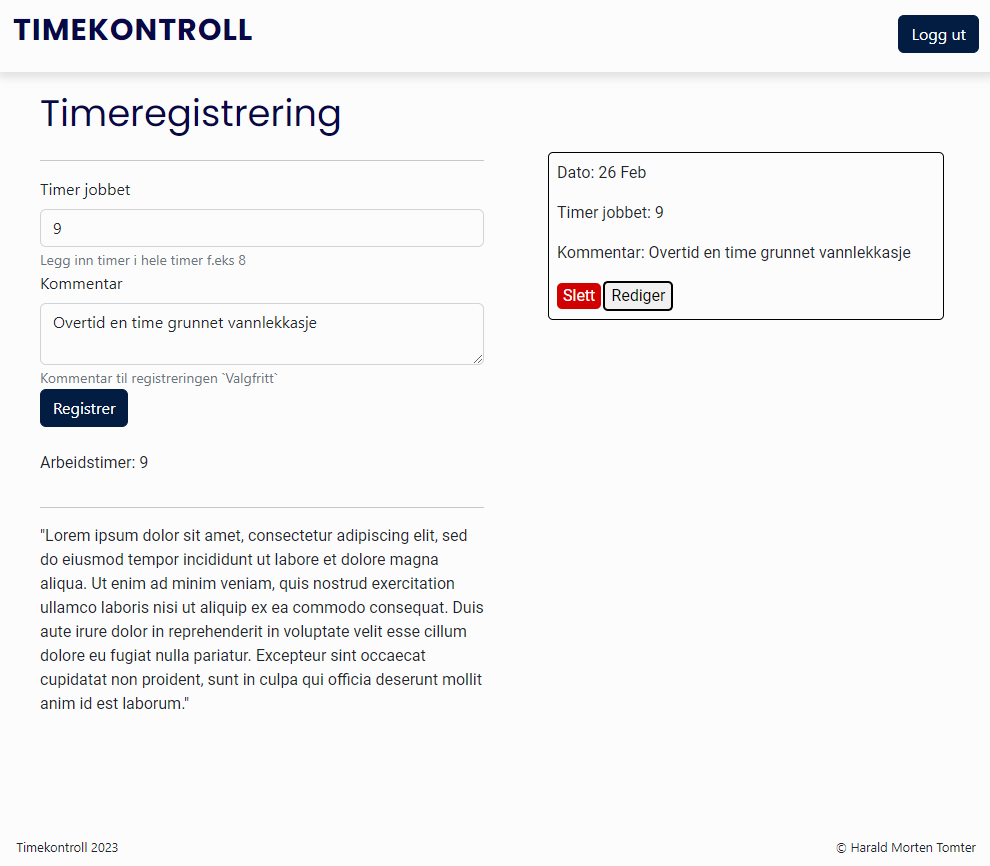 TIMEKONTROLL
Logg ut
Timeregistrering
Timer jobbet
9
Legg inn timer i hele timer f.eks 8
Kommentar
Overtid en time grunnet vannlekkasje
Kommentar til registreringen `Valgfritt`
Registrer
Arbeidstimer: 9
"Lorem ipsum dolor sit amet, consectetur adipiscing elit, sed
do eiusmod tempor incididunt ut labore et dolore magna
aliqua. Ut enim ad minim veniam, quis nostrud exercitation
ullamco laboris nisi ut aliquip ex ea commodo consequat. Duis
aute irure dolor in reprehenderit in voluptate velit esse cillum
dolore eu fugiat nulla pariatur. Excepteur sint occaecat
cupidatat non proident, sunt in culpa qui officia deserunt mollit
anim id est laborum."
Dato: 26 Feb
Timer jobbet: 9
Kommentar: Overtid en time grunnet vannlekkasje
Slett Rediger
Timekontroll 2023
© Harald Morten Tomter